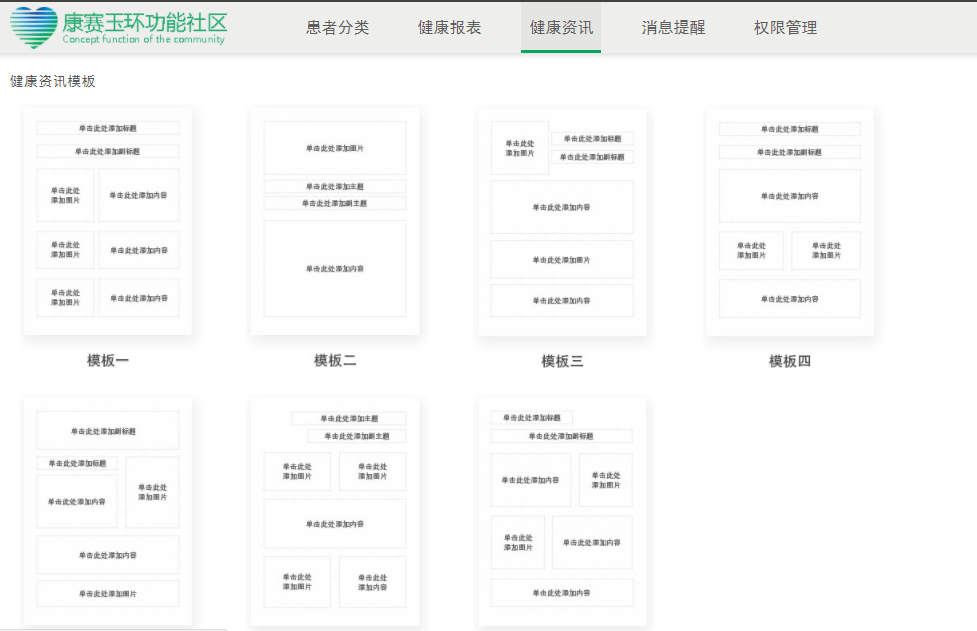 康赛玉环功能社区
Concept function of the community
患者分类 健康报表 健康资讯 消息提醒 权限管理
健康资讯模板
单击此处添加标题
单击此处添加副标题
单击此处
添加图片
单击此处添加内容
单击此处
添加图片
单击此处添加内容
单击此处
添加图片
单击此处添加内容
模板一
单击此处添加图片
单击此处添加主题
单击此处添加副主题
单击此处添加内容
模板二
单击此处
添加图片
单击此处添加标题
单击此处添加副标题
单击此处添加内容
单击此处添加图片
单击此处添加内容
模板三
单击此处添加标题
单击此处添加副标题
单击此处添加内容
单击此处
添加图片
单击此处
添加图片
单击此处添加内容
模板四
单击此处添加副标题
单击此处添加标题
单击此处添加内容
单击此处
添加图片
单击此处添加内容
单击此处添加图片
单击此处添加主题
单击此处添加副主题
单击此处
添加图片
单击此处
添加图片
单击此处添加内容
单击此处
添加图片
单击此处
添加内容
单击此处添加标题
单击此处添加副标题
单击此处添加内容
单击此处
添加图片
单击此处
添加图片
单击此处添加内容
单击此处添加内容